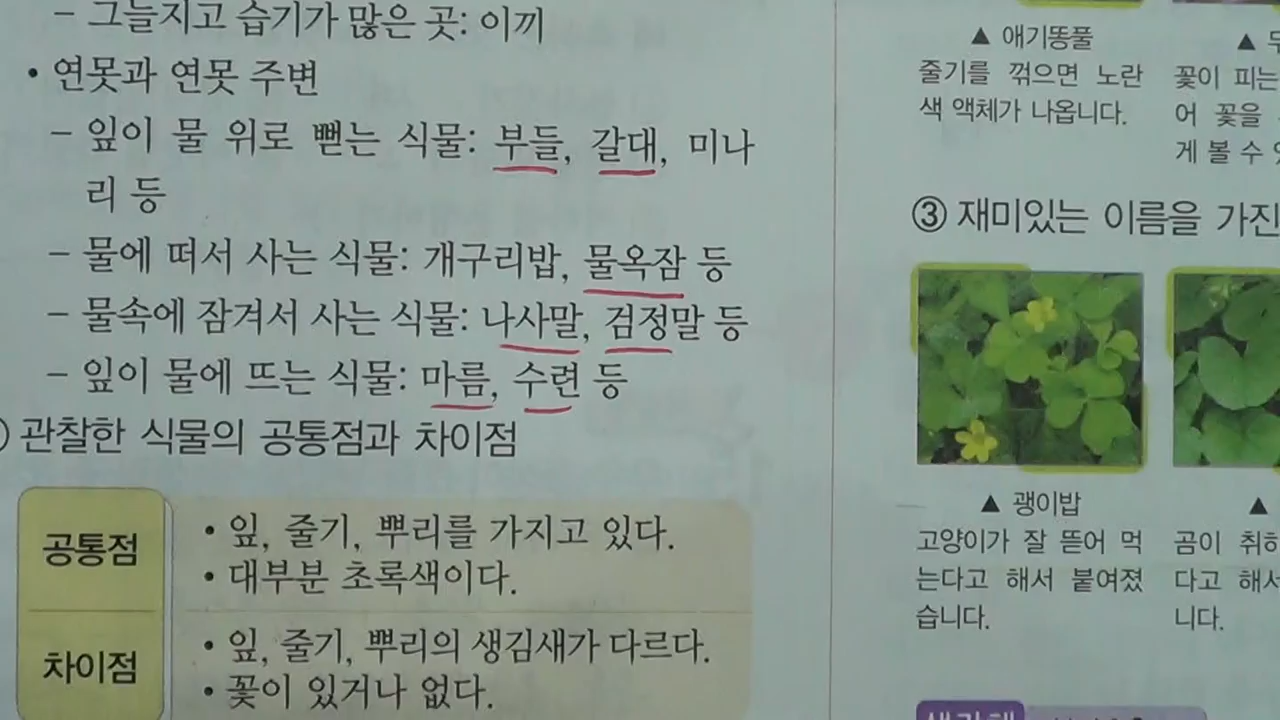 - 그늘지고 습기가 많은 곳: 이끼
• 연못과 연못 주변
- 잎이 물 위로 뻗는 식물: 부들, 갈대, 미나
리 등
- 물에 떠서 사는 식물: 개구리밥, 물옥잠 등
- 물속에 잠겨서 사는 식물: 나사말, 검정말 등
- 잎이 물에 뜨는 식물: 마름, 수련 등
관찰한 식물의 공통점과 차이점
공통점
• 잎, 줄기, 뿌리를 가지고 있다.
• 대부분 초록색이다.
차이점
• 잎, 줄기, 뿌리의 생김새가 다르다.
• 꽃이 있거나 없다.
▲ 애기똥풀
줄기를 꺾으면 노란
색 액체가 나옵니다.
▲
꽃이 피는
어 꽃을
게 볼 수
③ 재미있는 이름을 가진
▲ 괭이밥
고양이가 잘 뜯어 먹
는다고 해서 붙여졌
습니다.
▲
곰이 취하
다고 해서
니다.